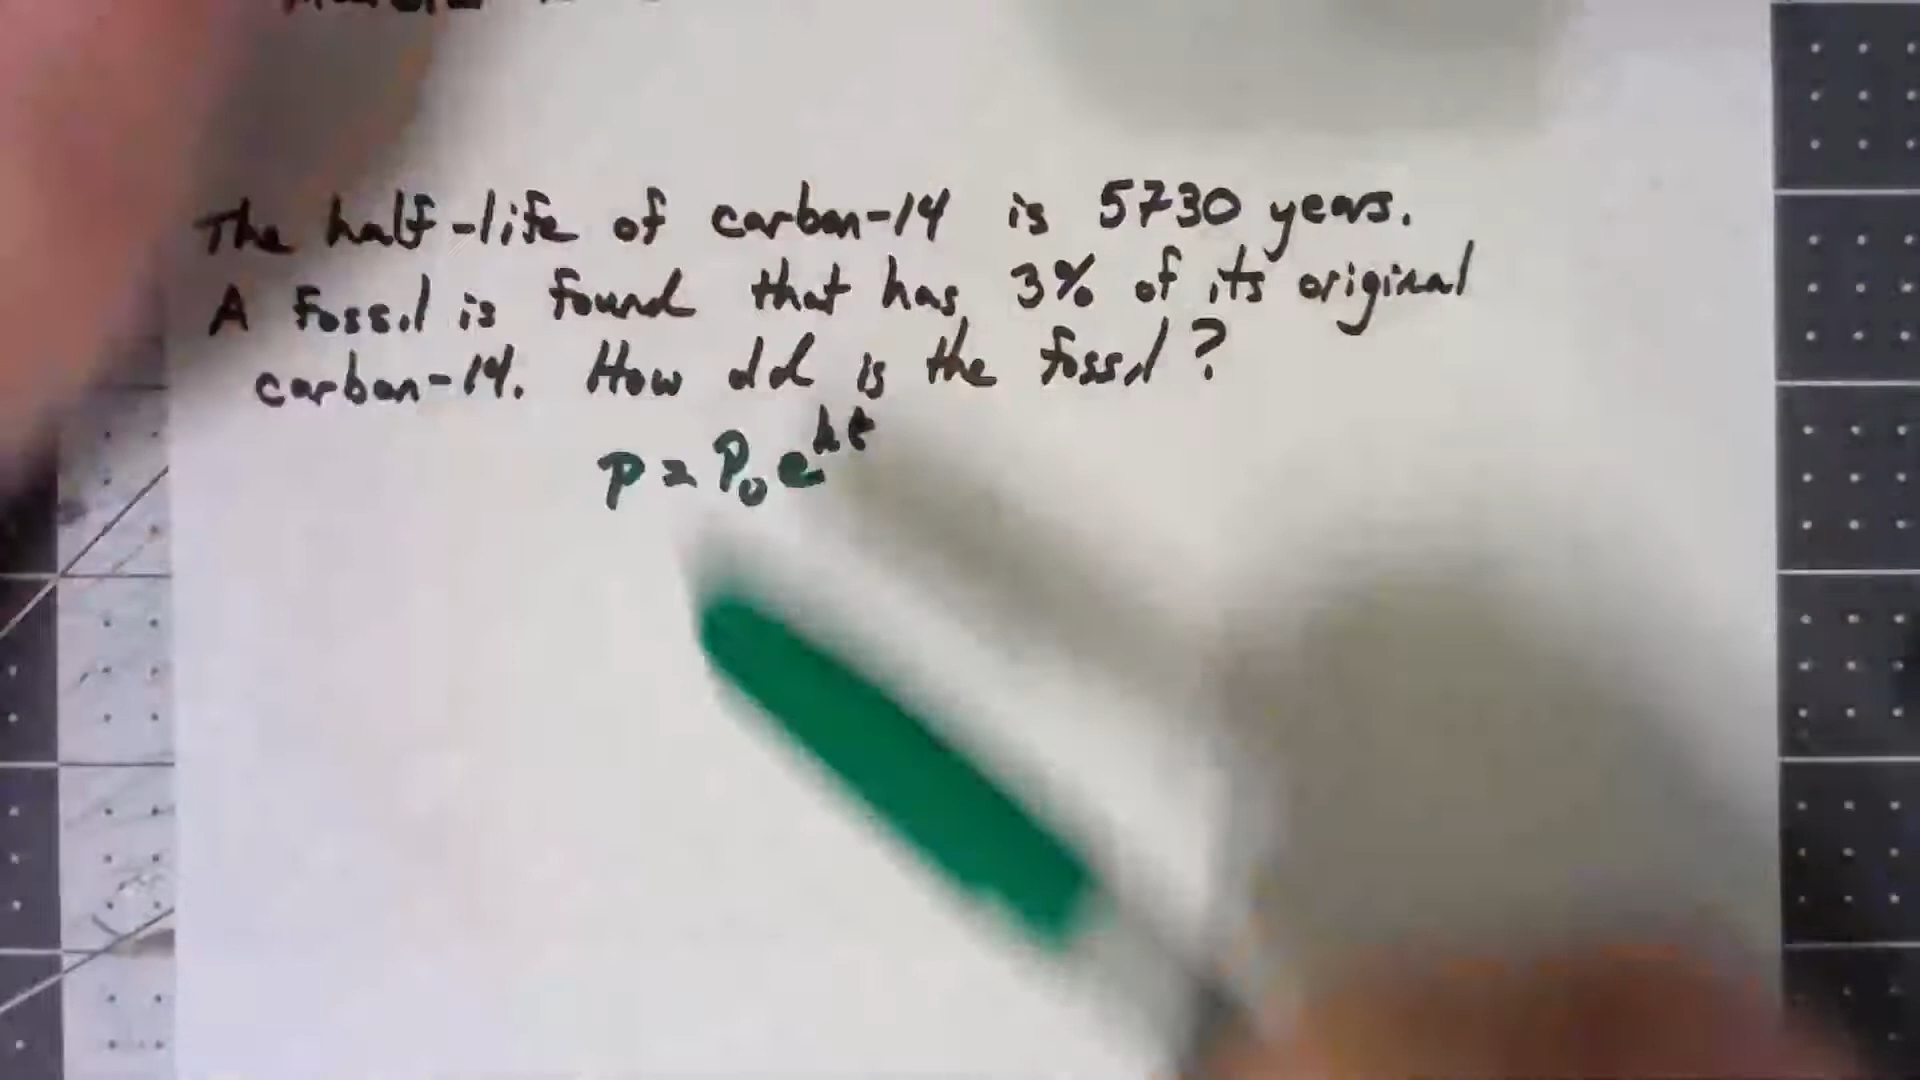 The half-life of carbon-14 is 5730 years.
A fossil is found that has 3% of its original
carbon-14. How old is the fossil?
P = P₀e^kt